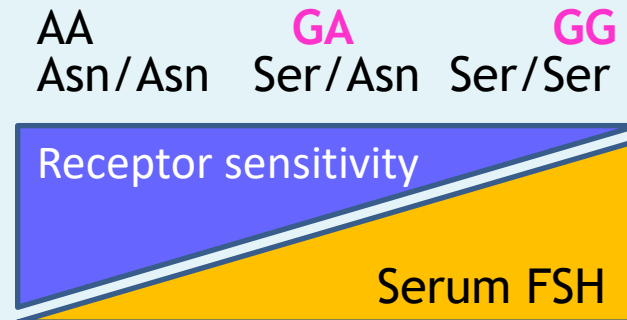 AA GA GG
Asn/Asn Ser/Asn Ser/Ser
Receptor sensitivity
Serum FSH